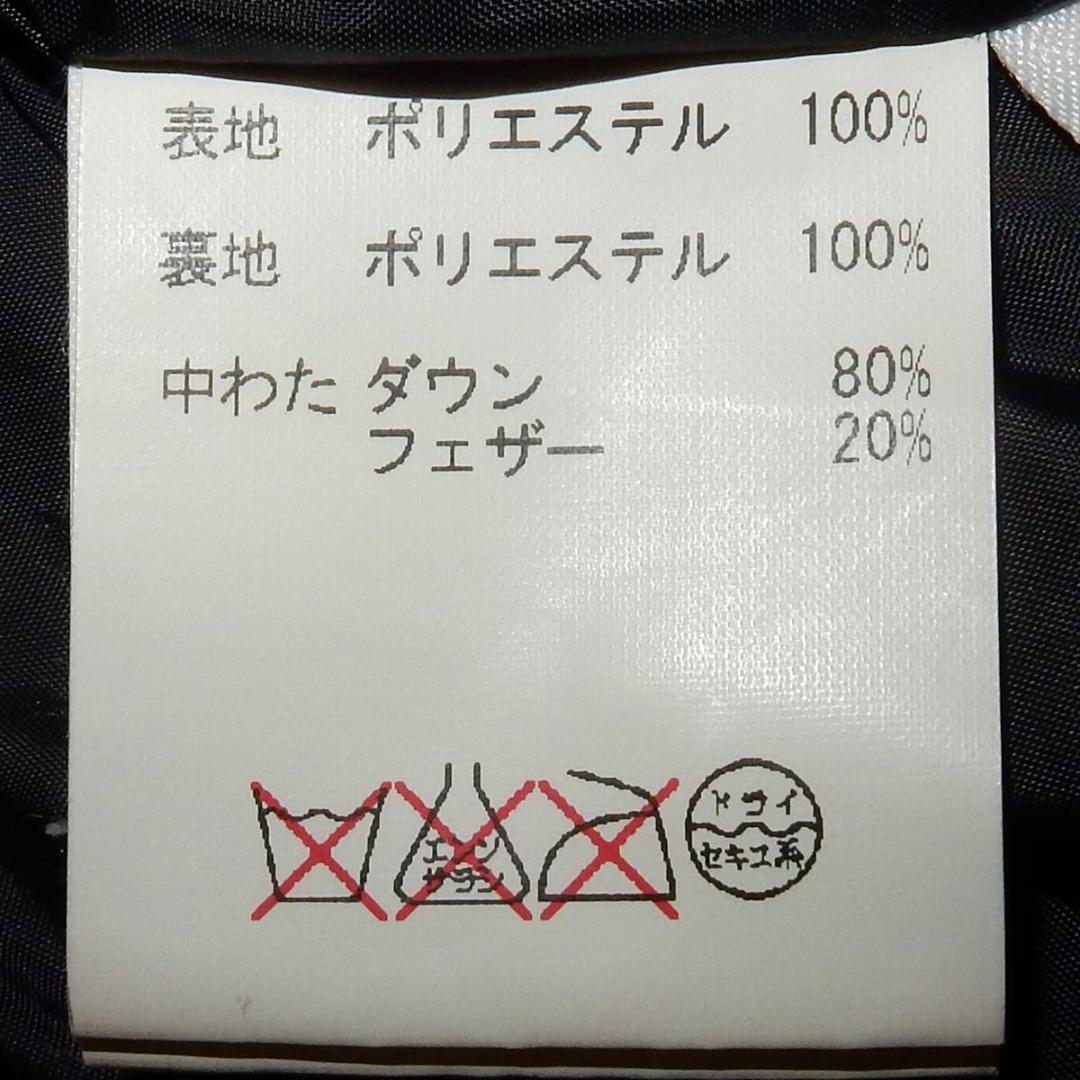 表地 ポリエステル 100%
裏地 ポリエステル 100%
中わた ダウン 80%
フェザー 20%
エンソ
サラシ
ドライ
セキユ系